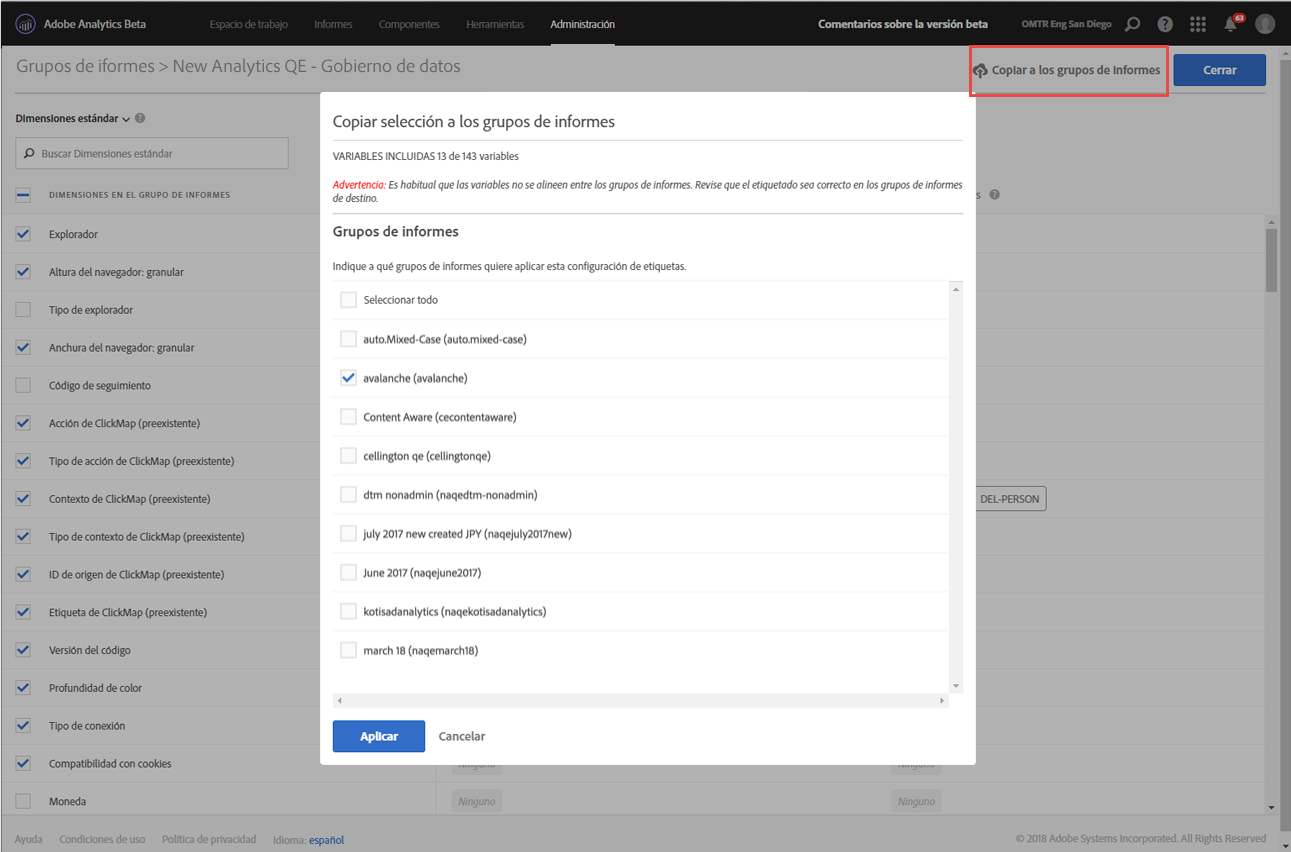 Adobe Analytics Beta
Espacio de trabajo
Informes
Componentes
Herramientas
Administración
Comentarios sobre la versión beta
OMTR Eng San Diego
?
63
Grupos de iformes > New Analytics QE - Gobierno de datos
Copiar a los grupos de informes
Cerrar
Dimensiones estándar
?
Buscar Dimensiones estándar
DIMENSIONES EN EL GRUPO DE INFORMES
Explorador
Altura del navegador: granular
Tipo de explorador
Anchura del navegador: granular
Código de seguimiento
Acción de ClickMap (preexistente)
Tipo de acción de ClickMap (preexistente)
Contexto de ClickMap (preexistente)
Tipo de contexto de ClickMap (preexistente)
ID de origen de ClickMap (preexistente)
Etiqueta de ClickMap (preexistente)
Versión del código
Profundidad de color
Tipo de conexión
Compatibilidad con cookies
Moneda
Copiar selección a los grupos de informes
VARIABLES INCLUIDAS 13 de 143 variables
Advertencia: Es habitual que las variables no se alineen entre los grupos de informes. Revise que el etiquetado sea correcto en los grupos de informes
de destino.
Grupos de informes
Indique a qué grupos de informes quiere aplicar esta configuración de etiquetas.
Seleccionar todo
auto.Mixed-Case (auto.mixed-case)
avalanche (avalanche)
Content Aware (cecontentaware)
cellington qe (cellingtonqe)
dtm nonadmin (naqedtm-nonadmin)
july 2017 new created JPY (naqejuly2017new)
June 2017 (naqejune2017)
kotisadanalytics (naqekotisadanalytics)
march 18 (naqemarch18)
Aplicar
Cancelar
s ?
DEL-PERSON
Ninguno
Ninguno
Ninguno
Ninguno
Ayuda
Condiciones de uso
Política de privacidad
Idioma: español
© 2018 Adobe Systems Incorporated. All Rights Reserved